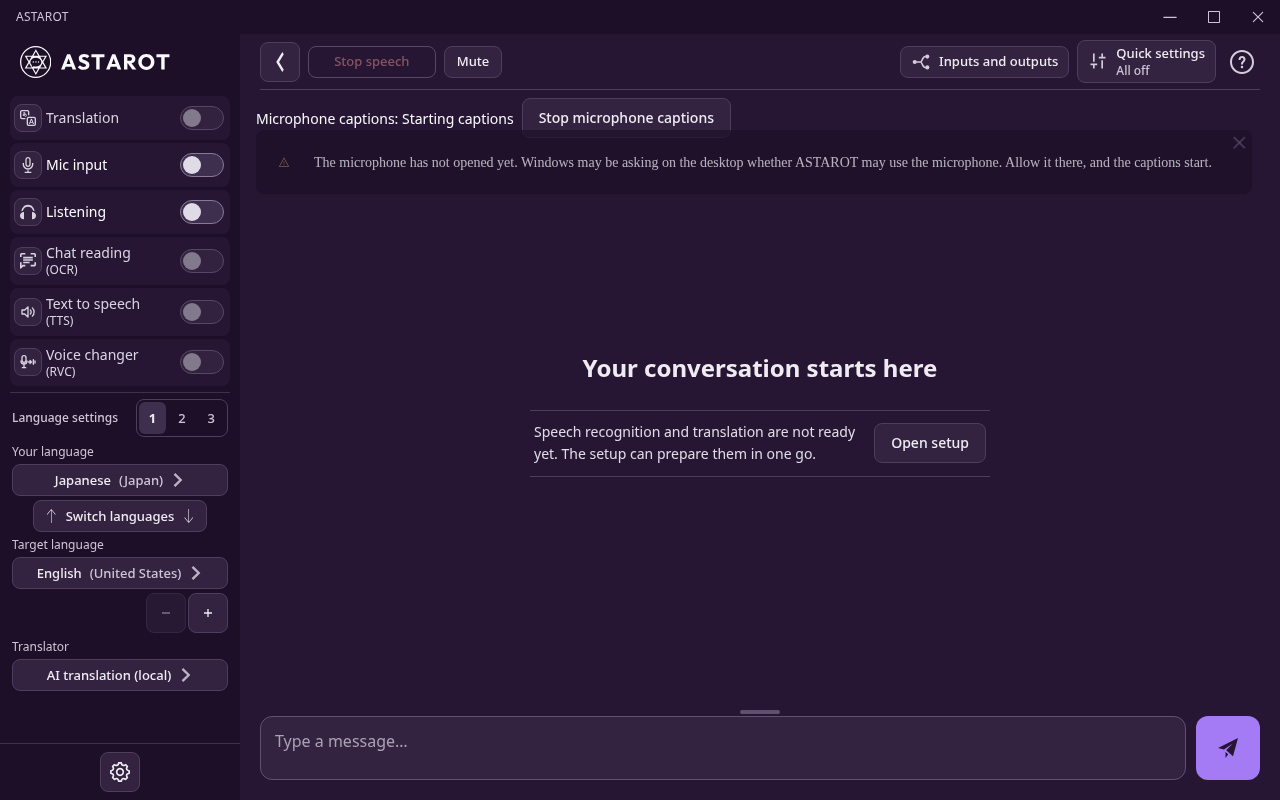 ASTAROT
ASTAROT
Stop speech
Mute
Inputs and outputs
Quick settings
All off
Translation
Mic input
Listening
Chat reading
(OCR)
Text to speech
(TTS)
Voice changer
(RVC)
Language settings
1 2 3
Your language
Japanese (Japan)
↑ Switch languages ↓
Target language
English (United States)
− +
Translator
AI translation (local)
Microphone captions: Starting captions
Stop microphone captions
The microphone has not opened yet. Windows may be asking on the desktop whether ASTAROT may use the microphone. Allow it there, and the captions start.
Your conversation starts here
Speech recognition and translation are not ready
yet. The setup can prepare them in one go.
Open setup
Type a message...